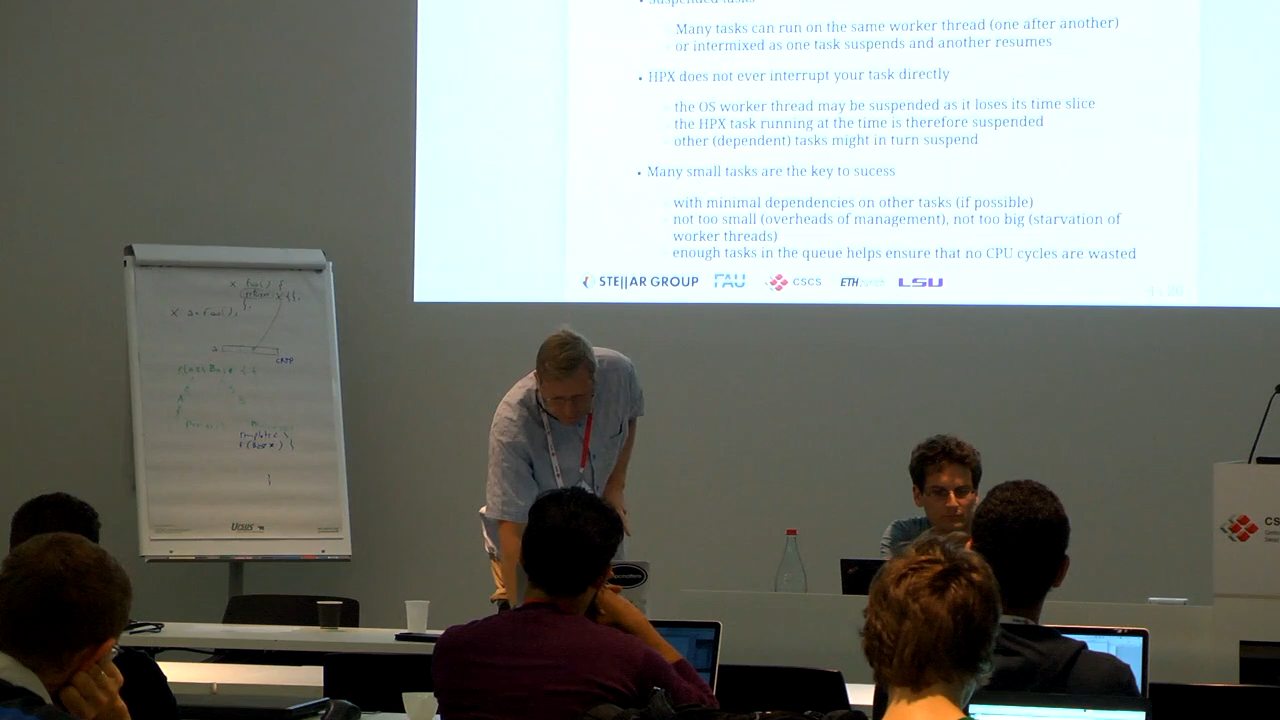 Suspended tasks
Many tasks can run on the same worker thread (one after another)
or intermixed as one task suspends and another resumes
• HPX does not ever interrupt your task directly
the OS worker thread may be suspended as it loses its time slice
the HPX task running at the time is therefore suspended
other (dependent) tasks might in turn suspend
• Many small tasks are the key to sucess
with minimal dependencies on other tasks (if possible)
not too small (overheads of management), not too big (starvation of
worker threads)
enough tasks in the queue helps ensure that no CPU cycles are wasted
STE||AR GROUP FAU CSCS ETH LSU
CRTP
CS